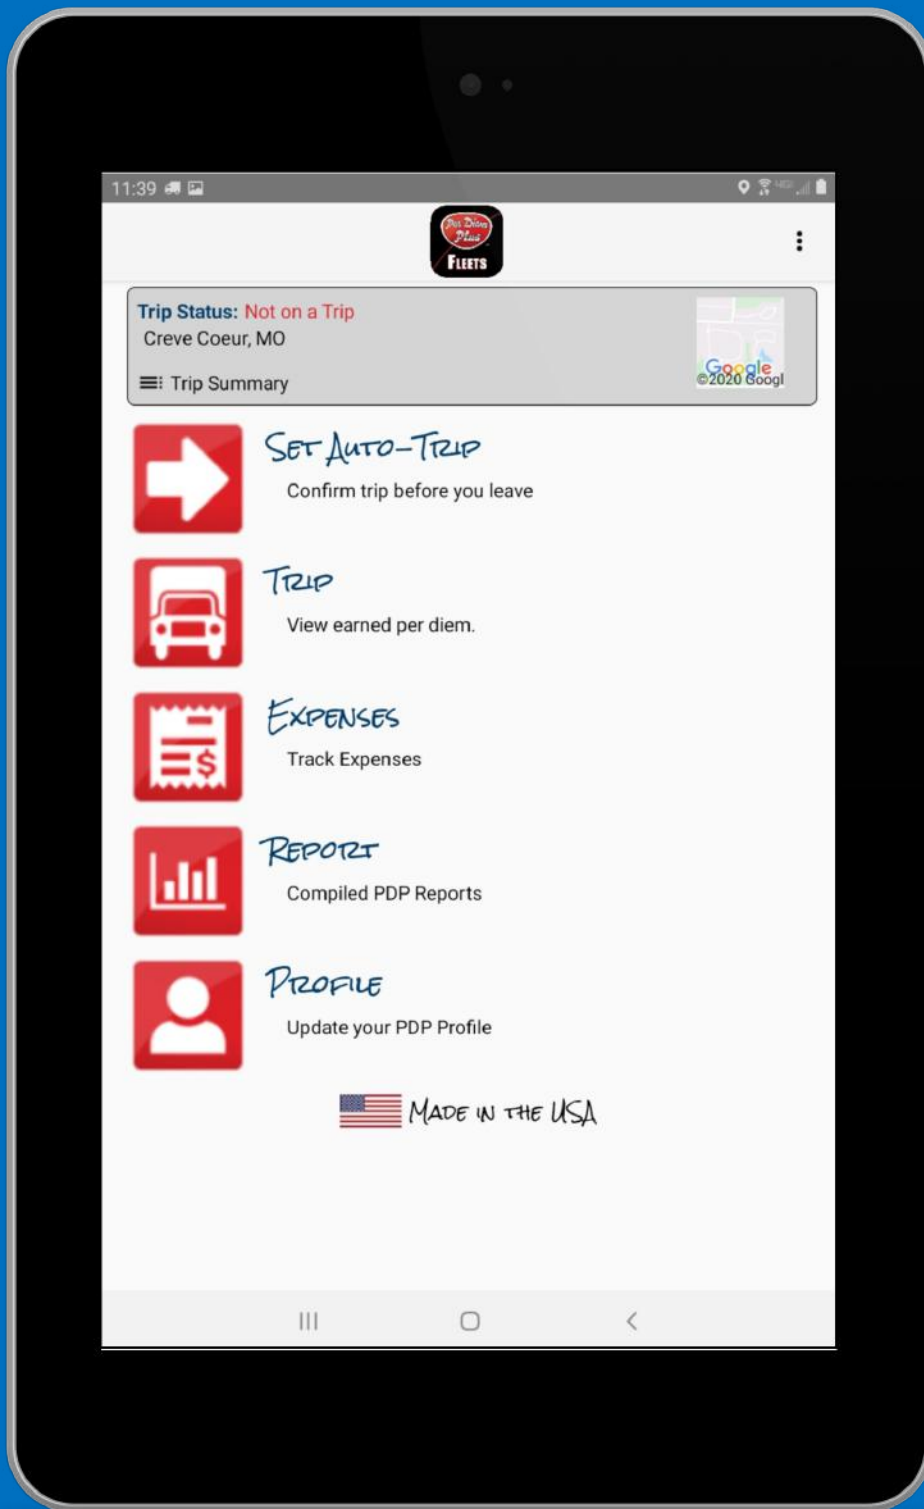 11:39
Per Diem
Plus
FLEETS
Trip Status: Not on a Trip
Creve Coeur, MO
Trip Summary
Google
©2020 Googl
SET AUTO-TRIP
Confirm trip before you leave
TRIP
View earned per diem.
EXPENSES
Track Expenses
$
REPORT
Compiled PDP Reports
PROFILE
Update your PDP Profile
MADE IN THE USA